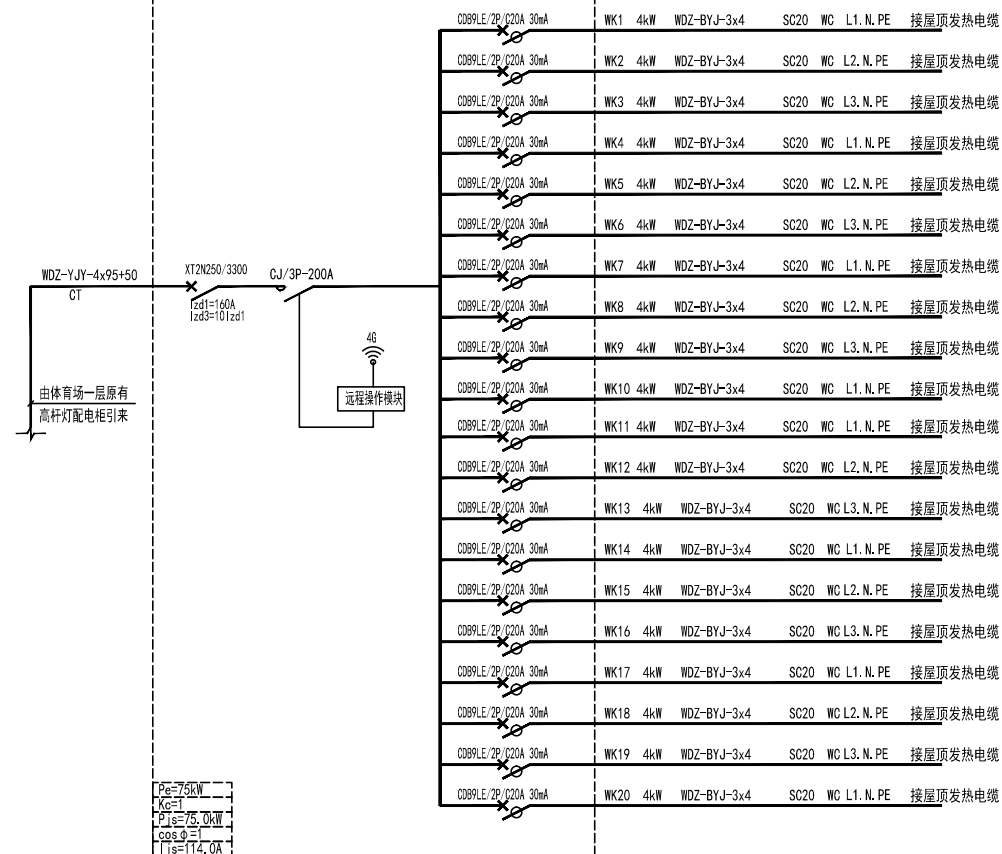 CDB9LE/2P/C20A 30mA WK1 4kW WDZ-BYJ-3x4 SC20 WC L1.N.PE 接屋顶发热电缆
CDB9LE/2P/C20A 30mA WK2 4kW WDZ-BYJ-3x4 SC20 WC L2.N.PE 接屋顶发热电缆
CDB9LE/2P/C20A 30mA WK3 4kW WDZ-BYJ-3x4 SC20 WC L3.N.PE 接屋顶发热电缆
CDB9LE/2P/C20A 30mA WK4 4kW WDZ-BYJ-3x4 SC20 WC L1.N.PE 接屋顶发热电缆
CDB9LE/2P/C20A 30mA WK5 4kW WDZ-BYJ-3x4 SC20 WC L2.N.PE 接屋顶发热电缆
CDB9LE/2P/C20A 30mA WK6 4kW WDZ-BYJ-3x4 SC20 WC L3.N.PE 接屋顶发热电缆
CDB9LE/2P/C20A 30mA WK7 4kW WDZ-BYJ-3x4 SC20 WC L1.N.PE 接屋顶发热电缆
WDZ-YJY-4x95+50 XT2N250/3300 CJ/3P-200A
CT
Izd1=160A
Izd3=10Izd1
CDB9LE/2P/C20A 30mA WK8 4kW WDZ-BYJ-3x4 SC20 WC L2.N.PE 接屋顶发热电缆
4G
CDB9LE/2P/C20A 30mA WK9 4kW WDZ-BYJ-3x4 SC20 WC L3.N.PE 接屋顶发热电缆
CDB9LE/2P/C20A 30mA WK10 4kW WDZ-BYJ-3x4 SC20 WC L1.N.PE 接屋顶发热电缆
由体育场一层原有
高杆灯配电柜引来
远程操作模块
CDB9LE/2P/C20A 30mA WK11 4kW WDZ-BYJ-3x4 SC20 WC L1.N.PE 接屋顶发热电缆
CDB9LE/2P/C20A 30mA WK12 4kW WDZ-BYJ-3x4 SC20 WC L2.N.PE 接屋顶发热电缆
CDB9LE/2P/C20A 30mA WK13 4kW WDZ-BYJ-3x4 SC20 WC L3.N.PE 接屋顶发热电缆
CDB9LE/2P/C20A 30mA WK14 4kW WDZ-BYJ-3x4 SC20 WC L1.N.PE 接屋顶发热电缆
CDB9LE/2P/C20A 30mA WK15 4kW WDZ-BYJ-3x4 SC20 WC L2.N.PE 接屋顶发热电缆
CDB9LE/2P/C20A 30mA WK16 4kW WDZ-BYJ-3x4 SC20 WC L3.N.PE 接屋顶发热电缆
CDB9LE/2P/C20A 30mA WK17 4kW WDZ-BYJ-3x4 SC20 WC L1.N.PE 接屋顶发热电缆
CDB9LE/2P/C20A 30mA WK18 4kW WDZ-BYJ-3x4 SC20 WC L2.N.PE 接屋顶发热电缆
CDB9LE/2P/C20A 30mA WK19 4kW WDZ-BYJ-3x4 SC20 WC L3.N.PE 接屋顶发热电缆
CDB9LE/2P/C20A 30mA WK20 4kW WDZ-BYJ-3x4 SC20 WC L1.N.PE 接屋顶发热电缆
Pe=75kW
Kc=1
Pjs=75.0kW
cosφ=1
Ijs=114.0A